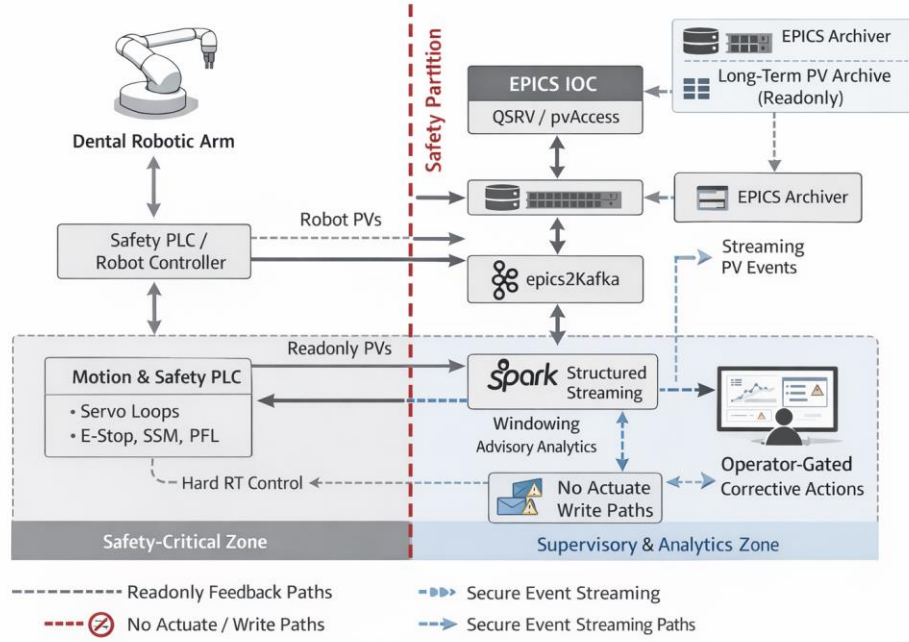 Dental Robotic Arm
Safety PLC /
Robot Controller
Robot PVs
Safety Partition
EPICS IOC
QSRV / pvAccess
EPICS Archiver
Long-Term PV Archive
(Readonly)
EPICS Archiver
epics2Kafka
Streaming
PV Events
Motion & Safety PLC
• Servo Loops
• E-Stop, SSM, PFL
Readonly PVs
Hard RT Control
Spark Structured
Streaming
Windowing
Advisory Analytics
No Actuate
Write Paths
Operator-Gated
Corrective Actions
Safety-Critical Zone
Supervisory & Analytics Zone
Readonly Feedback Paths
Secure Event Streaming
No Actuate / Write Paths
Secure Event Streaming Paths